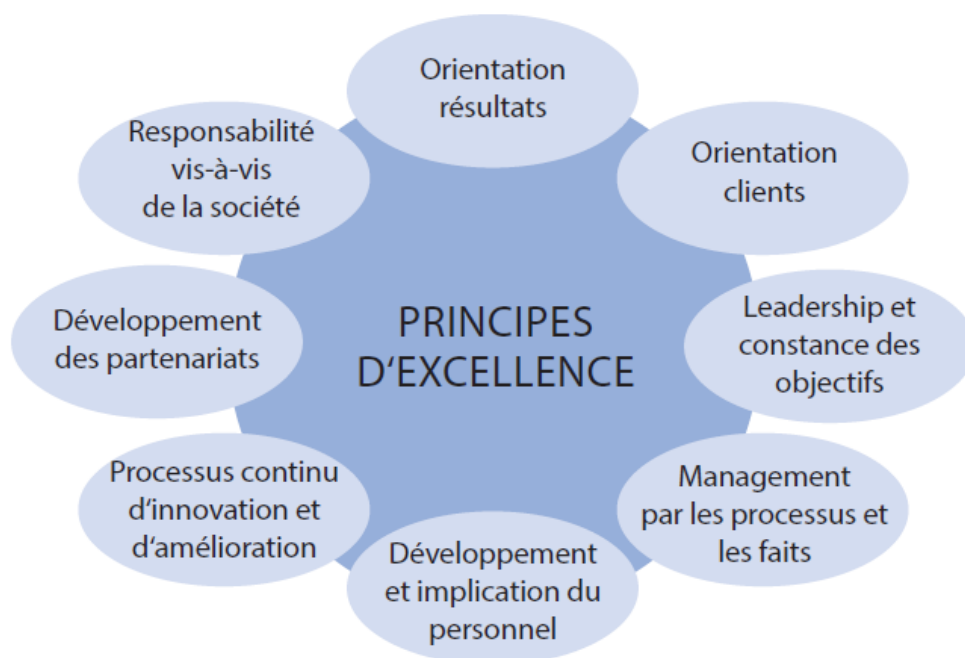 Orientation
résultats
Orientation
clients
Leadership et
constance des
objectifs
Management
par les processus et
les faits
Développement
et implication du
personnel
Processus continu
d‘innovation et
d‘amélioration
Développement
des partenariats
Responsabilité
vis-à-vis
de la société
PRINCIPES
D‘EXCELLENCE